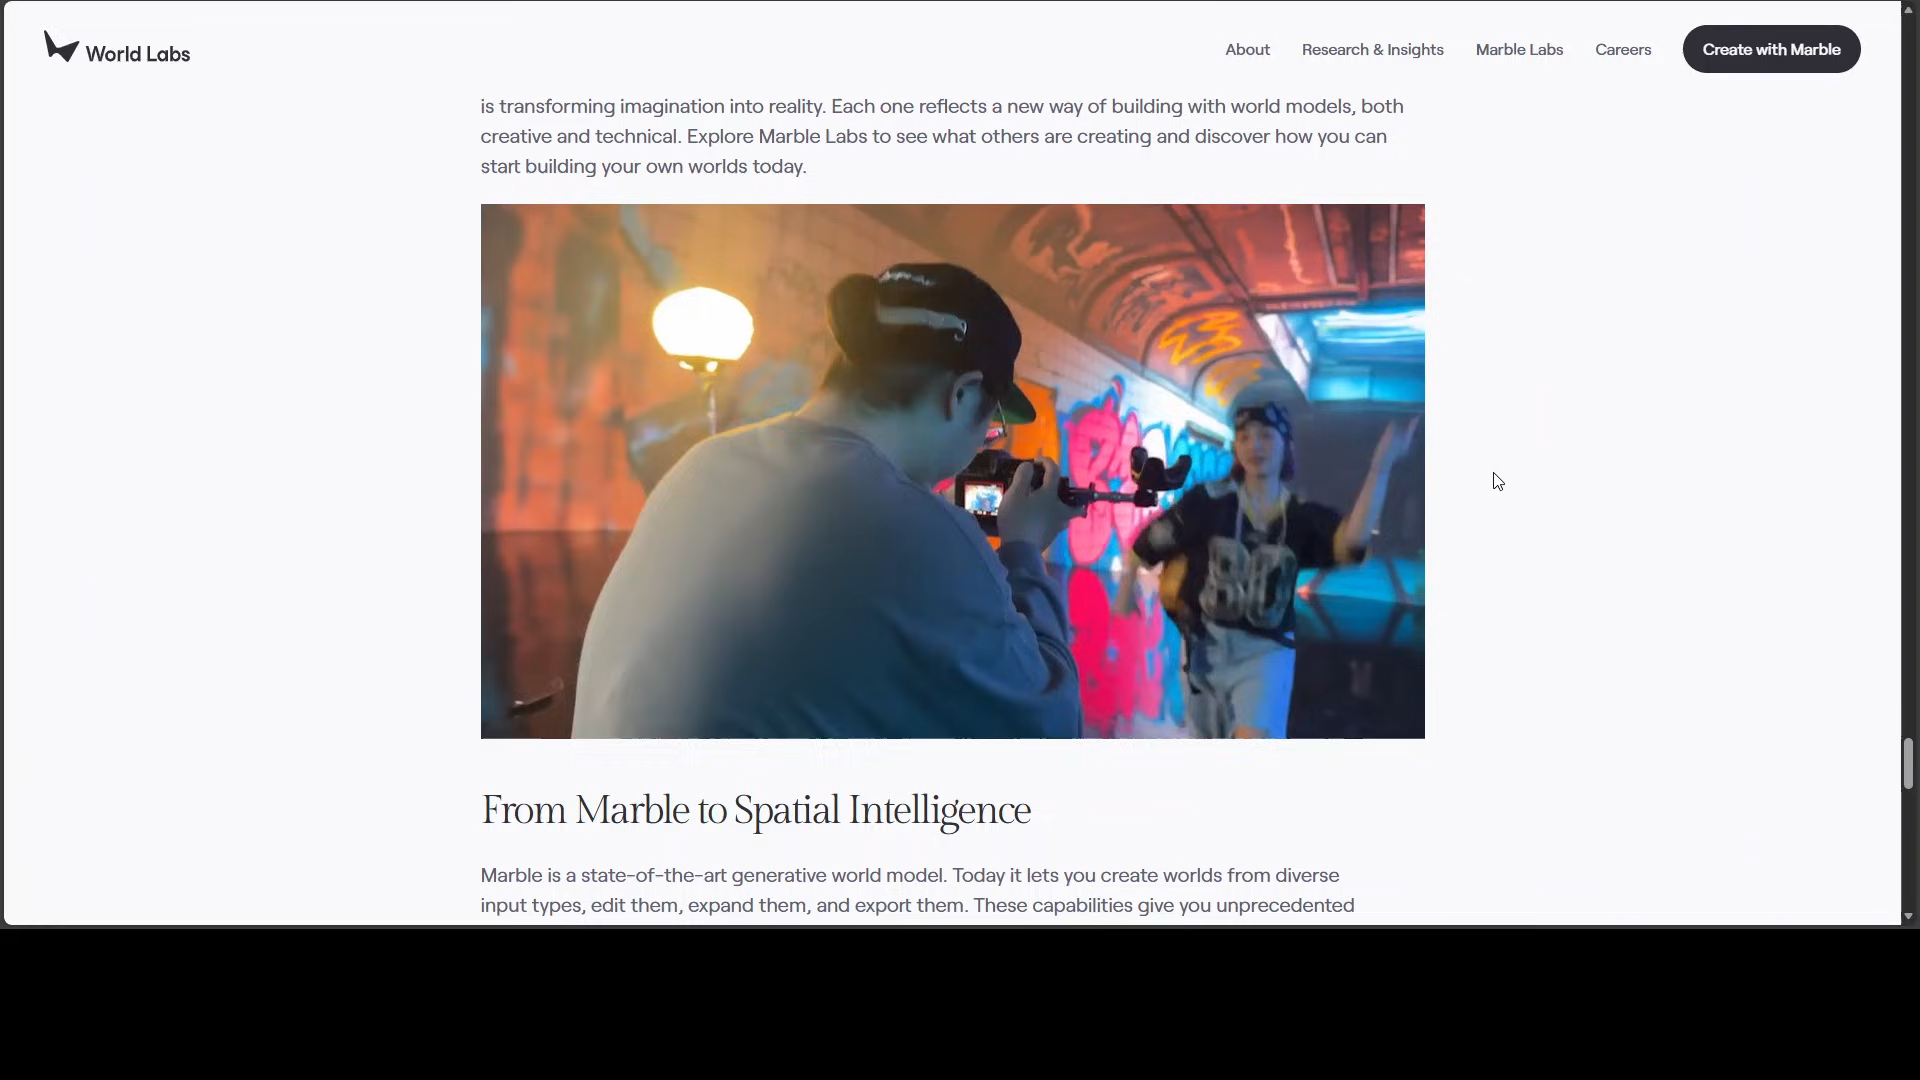 World Labs
About Research & Insights Marble Labs Careers Create with Marble
is transforming imagination into reality. Each one reflects a new way of building with world models, both
creative and technical. Explore Marble Labs to see what others are creating and discover how you can
start building your own worlds today.
80
From Marble to Spatial Intelligence
Marble is a state-of-the-art generative world model. Today it lets you create worlds from diverse
input types, edit them, expand them, and export them. These capabilities give you unprecedented